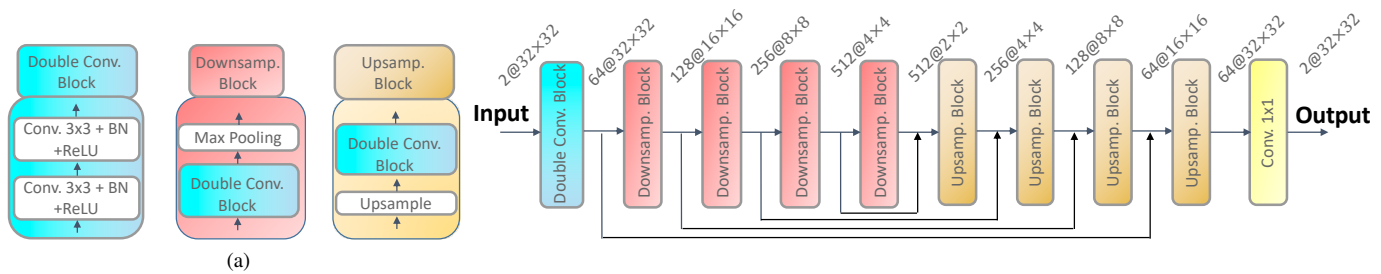 Double Conv.
Block
Conv. 3x3 + BN
+ReLU
Conv. 3x3 + BN
+ReLU
Downsamp.
Block
Max Pooling
Double Conv.
Block
Upsamp.
Block
Double Conv.
Block
Upsample
(a)
Input
2@32×32
Double Conv. Block
64@32×32
Downsamp. Block
128@16×16
Downsamp. Block
256@8×8
Downsamp. Block
512@4×4
Downsamp. Block
512@2×2
Upsamp. Block
256@4×4
Upsamp. Block
128@8×8
Upsamp. Block
64@16×16
Upsamp. Block
64@32×32
Conv. 1x1
2@32×32
Output